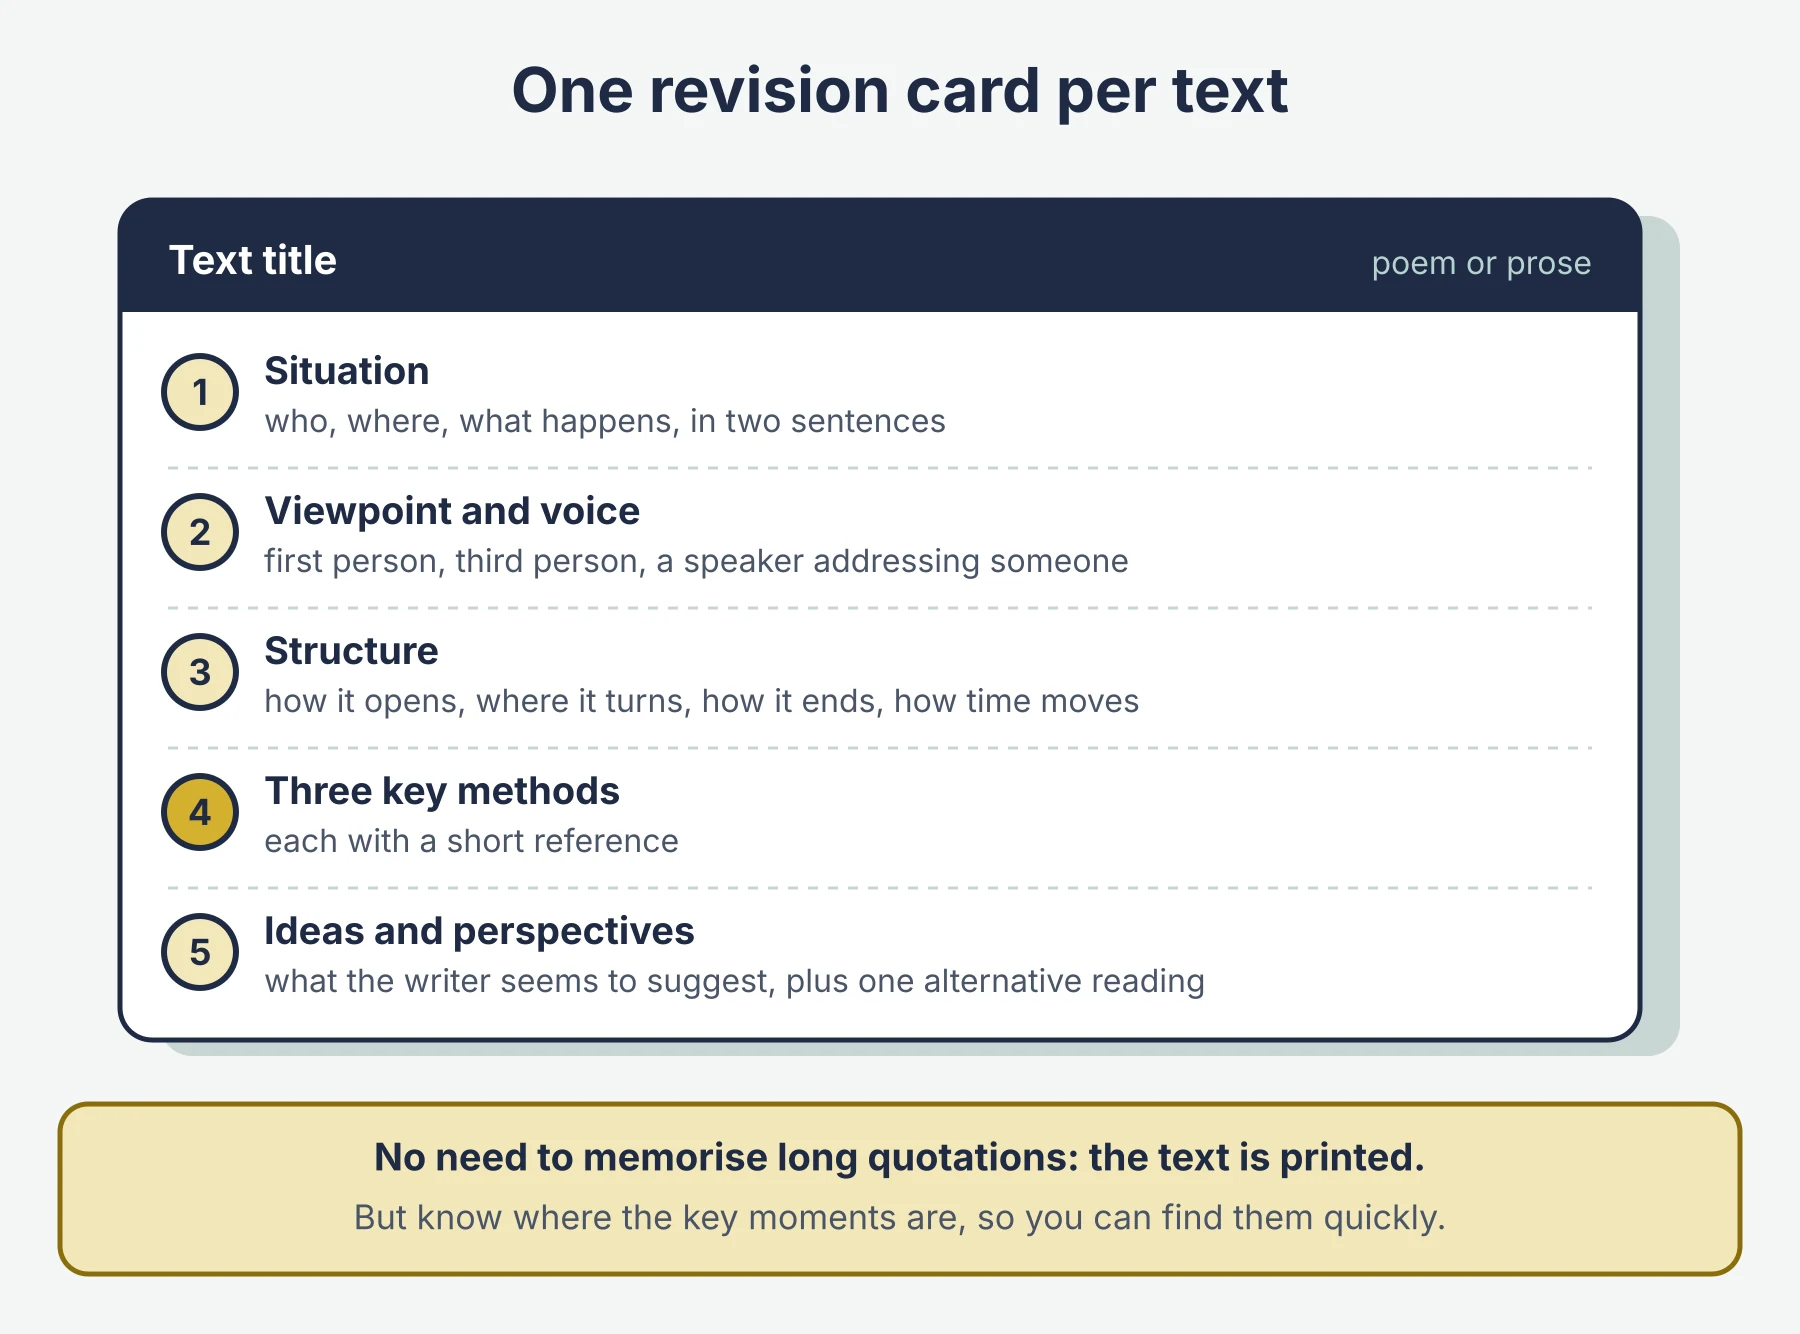 One revision card per text
Text title
poem or prose
1
Situation
who, where, what happens, in two sentences
2
Viewpoint and voice
first person, third person, a speaker addressing someone
3
Structure
how it opens, where it turns, how it ends, how time moves
4
Three key methods
each with a short reference
5
Ideas and perspectives
what the writer seems to suggest, plus one alternative reading
No need to memorise long quotations: the text is printed.
But know where the key moments are, so you can find them quickly.